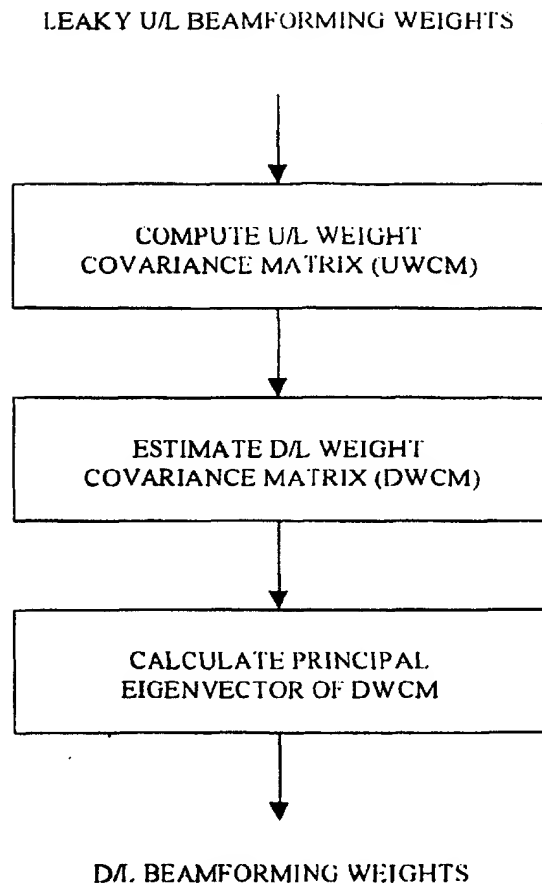 LEAKY U/L BEAMFORMING WEIGHTS
COMPUTE U/L WEIGHT
COVARIANCE MATRIX (UWCM)
ESTIMATE D/L WEIGHT
COVARIANCE MATRIX (DWCM)
CALCULATE PRINCIPAL
EIGENVECTOR OF DWCM
D/L BEAMFORMING WEIGHTS